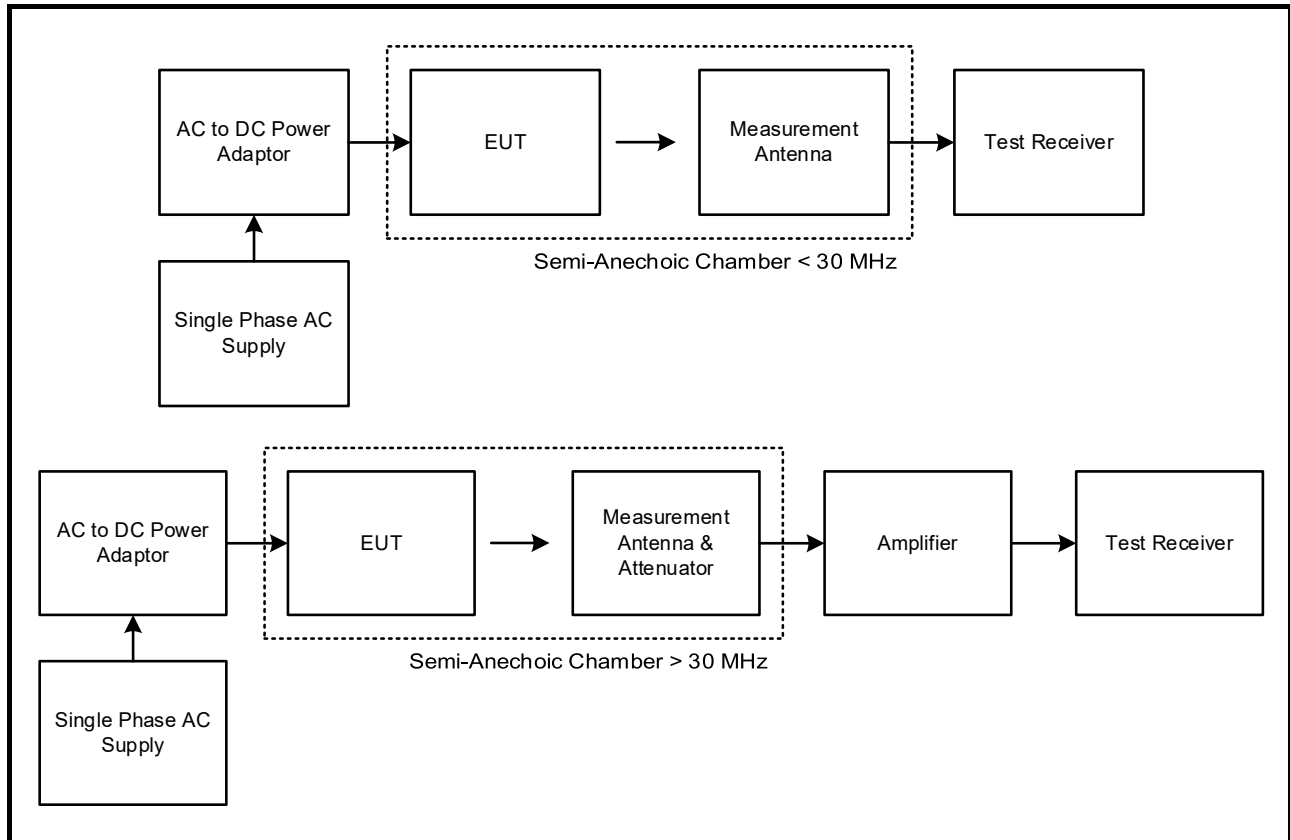 AC to DC Power
Adaptor
EUT
Measurement
Antenna
Test Receiver
Semi-Anechoic Chamber < 30 MHz
Single Phase AC
Supply
AC to DC Power
Adaptor
EUT
Measurement
Antenna &
Attenuator
Amplifier
Test Receiver
Semi-Anechoic Chamber > 30 MHz
Single Phase AC
Supply